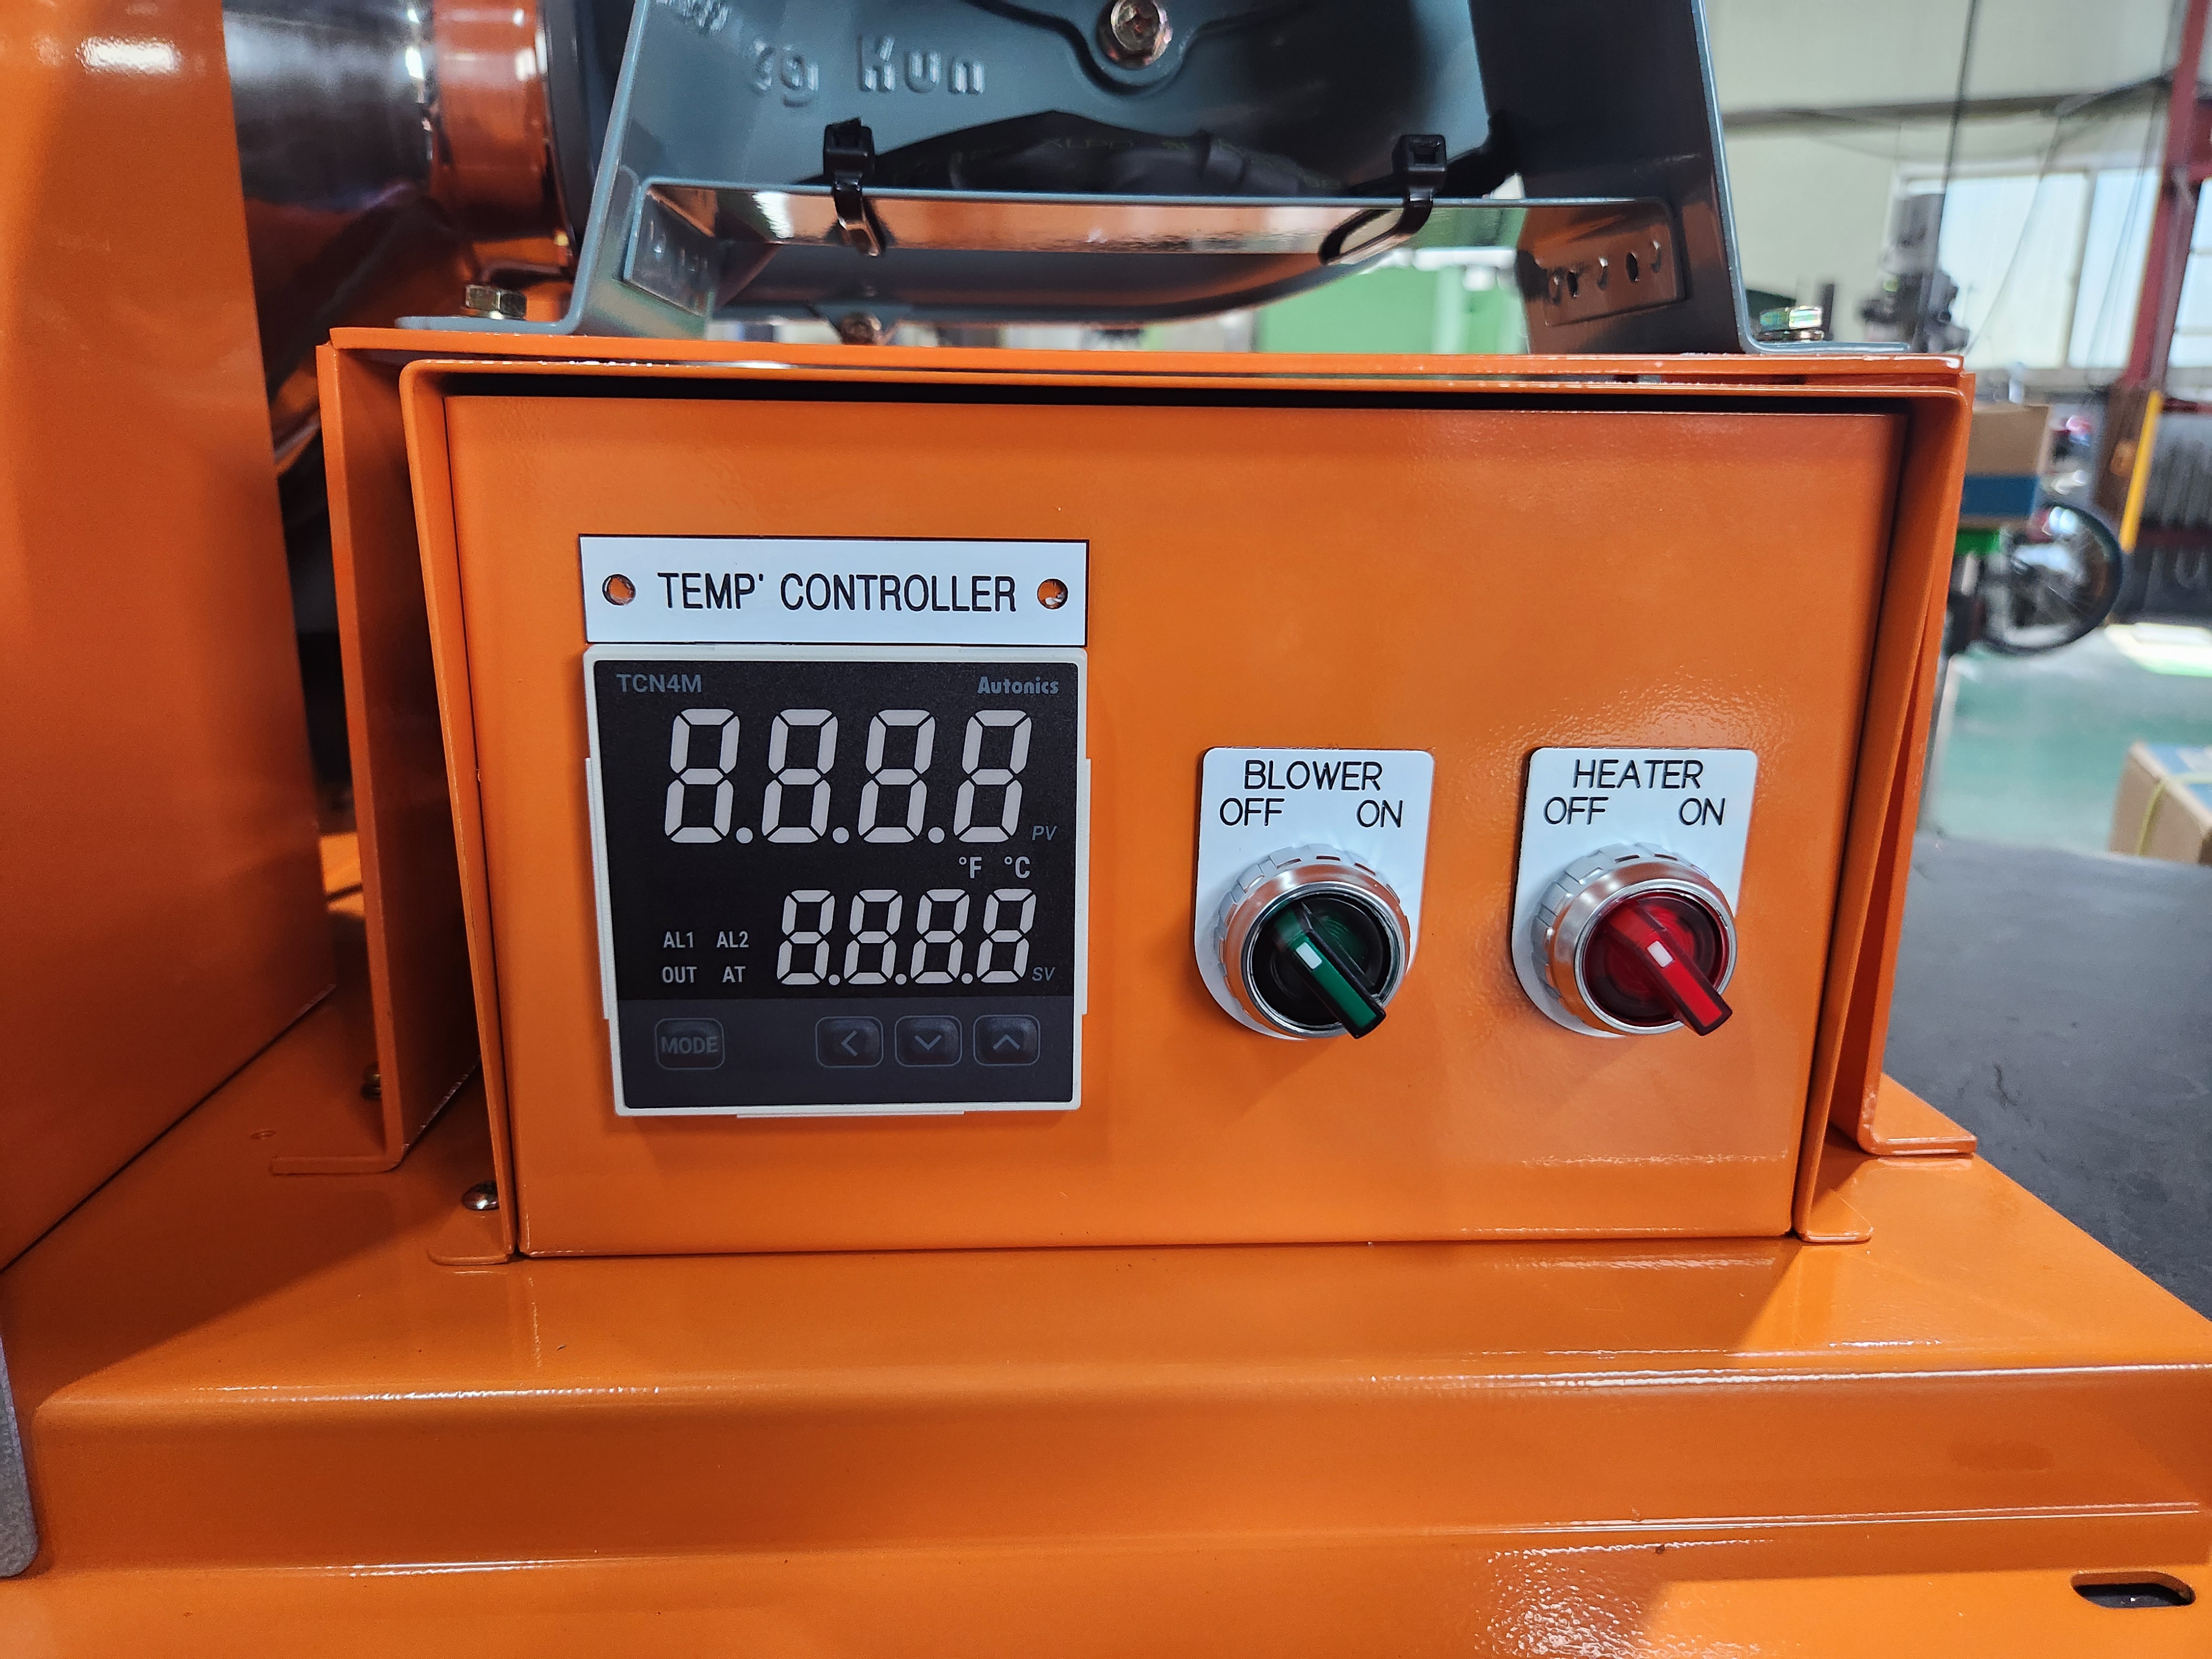 Kun
TEMP' CONTROLLER
TCN4M Autonics
8.8.8.8 PV
°F °C
AL1 AL2
OUT AT
8.8.8.8 SV
MODE
BLOWER
OFF ON
HEATER
OFF ON